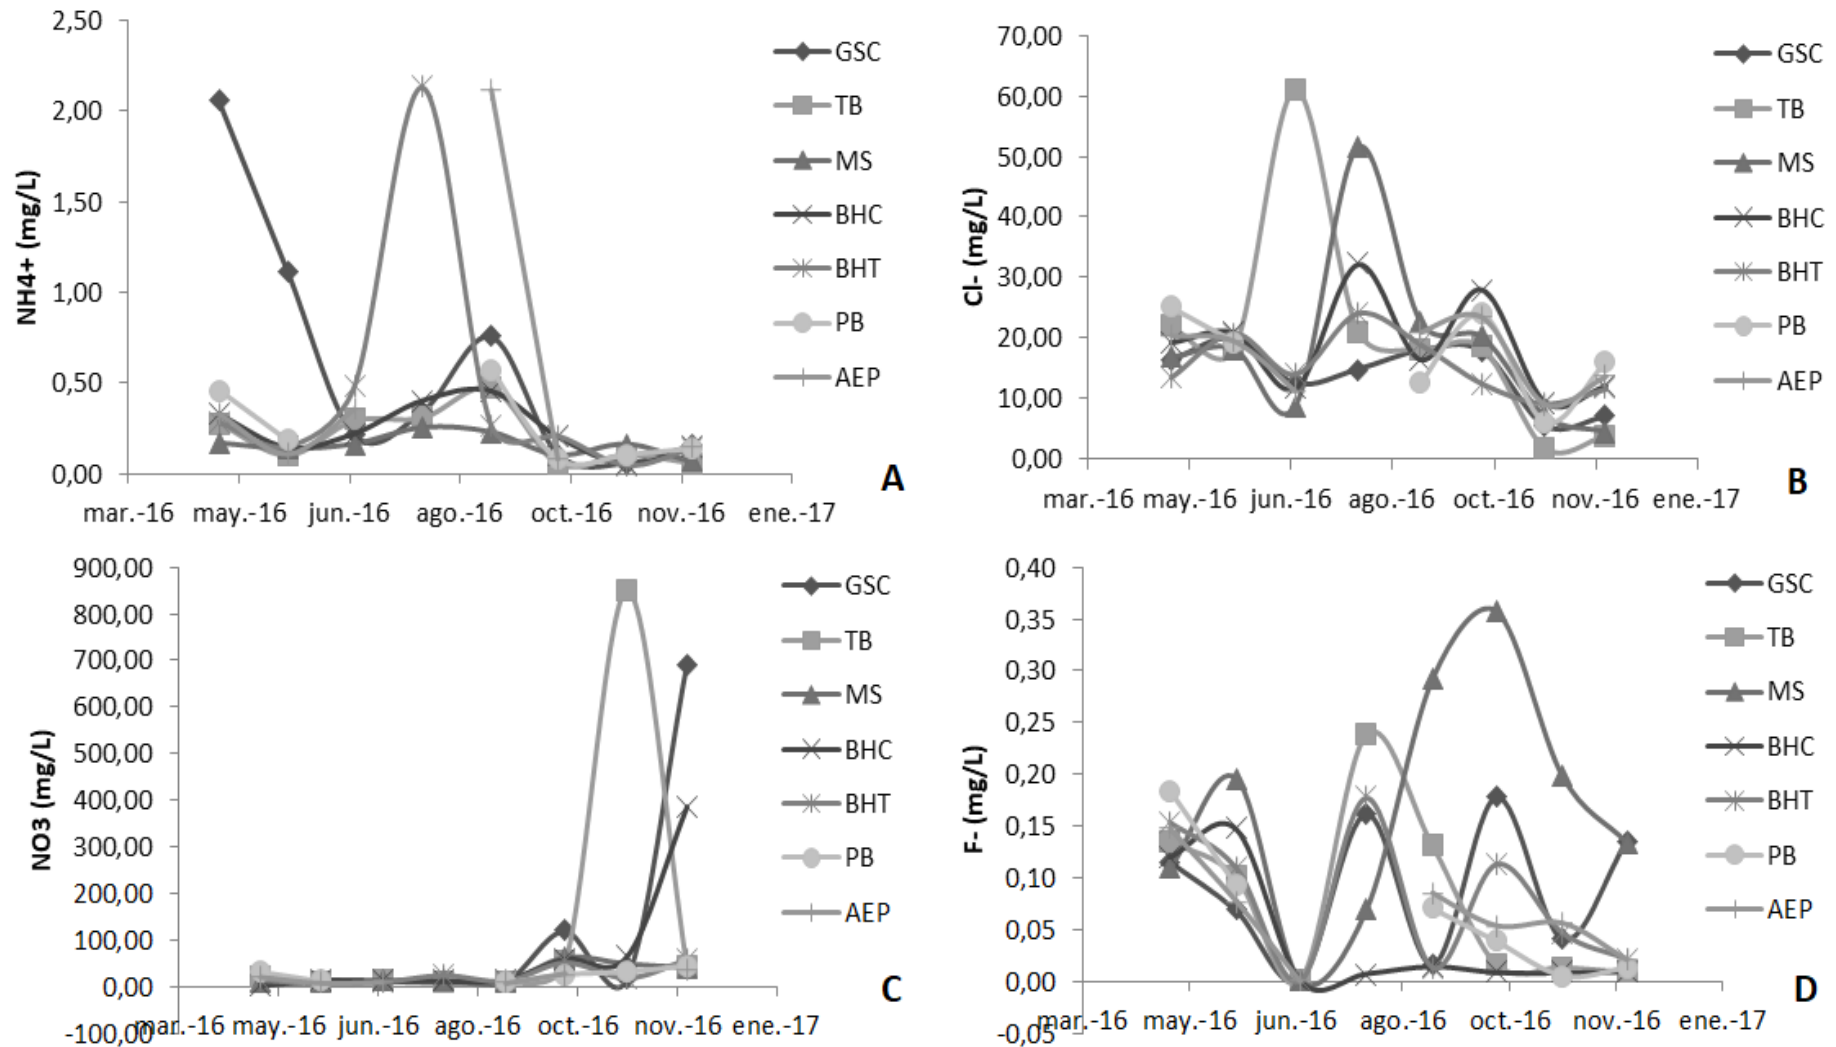 2,50
2,00
1,50
1,00
0,50
0,00
NH4+ (mg/L)
mar.-16 may.-16 jun.-16 ago.-16 oct.-16 nov.-16 ene.-17
GSC
TB
MS
BHC
BHT
PB
AEP
A
70,00
60,00
50,00
40,00
30,00
20,00
10,00
0,00
Cl- (mg/L)
mar.-16 may.-16 jun.-16 ago.-16 oct.-16 nov.-16 ene.-17
GSC
TB
MS
BHC
BHT
PB
AEP
B
900,00
800,00
700,00
600,00
500,00
400,00
300,00
200,00
100,00
0,00
-100,00
NO3 (mg/L)
mar.-16 may.-16 jun.-16 ago.-16 oct.-16 nov.-16 ene.-17
GSC
TB
MS
BHC
BHT
PB
AEP
C
0,40
0,35
0,30
0,25
0,20
0,15
0,10
0,05
0,00
-0,05
F- (mg/L)
mar.-16 may.-16 jun.-16 ago.-16 oct.-16 nov.-16 ene.-17
GSC
TB
MS
BHC
BHT
PB
AEP
D